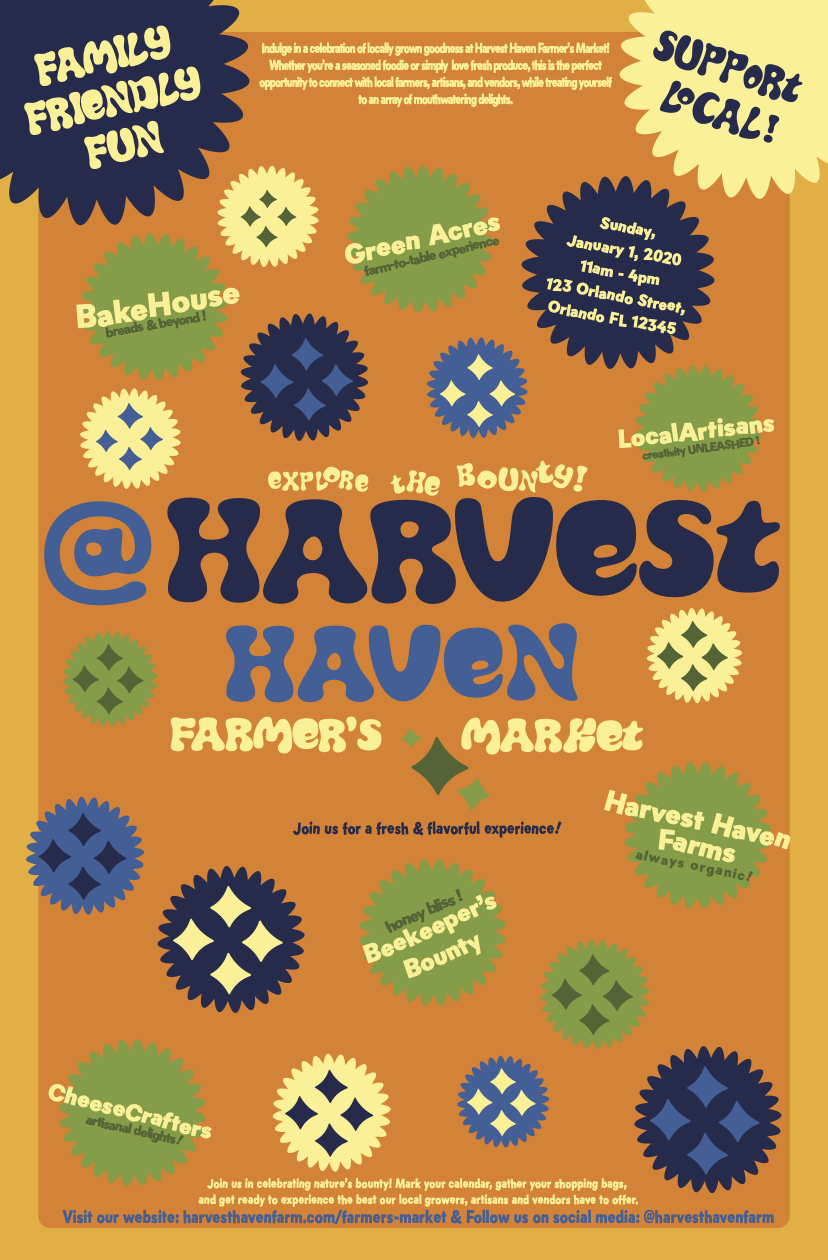 FAMILY
FRIENDLY
FUN
Indulge in a celebration of locally grown goodness at Harvest Haven Farmer's Market!
Whether you're a seasoned foodie or simply love fresh produce, this is the perfect
opportunity to connect with local farmers, artisans, and vendors, while treating yourself
to an array of mouthwatering delights.
SUPPORt
LOCAL!
Green Acres
farm-to-table experience
Sunday,
January 1, 2020
11am - 4pm
123 Orlando Street,
Orlando FL 12345
BakeHouse
breads & beyond !
LocalArtisans
creativity UNLEASHED !
eXPLORe tHe BOUNty!
@HARVeSt
HAVeN
FARMeR'S MARKet
Join us for a fresh & flavorful experience!
Harvest Haven
Farms
always organic!
honey bliss !
Beekeeper's
Bounty
CheeseCrafters
artisanal delights!
Join us in celebrating nature's bounty! Mark your calendar, gather your shopping bags,
and get ready to experience the best our local growers, artisans and vendors have to offer.
Visit our website: harvesthavenfarm.com/farmers-market & Follow us on social media: @harvesthavenfarm